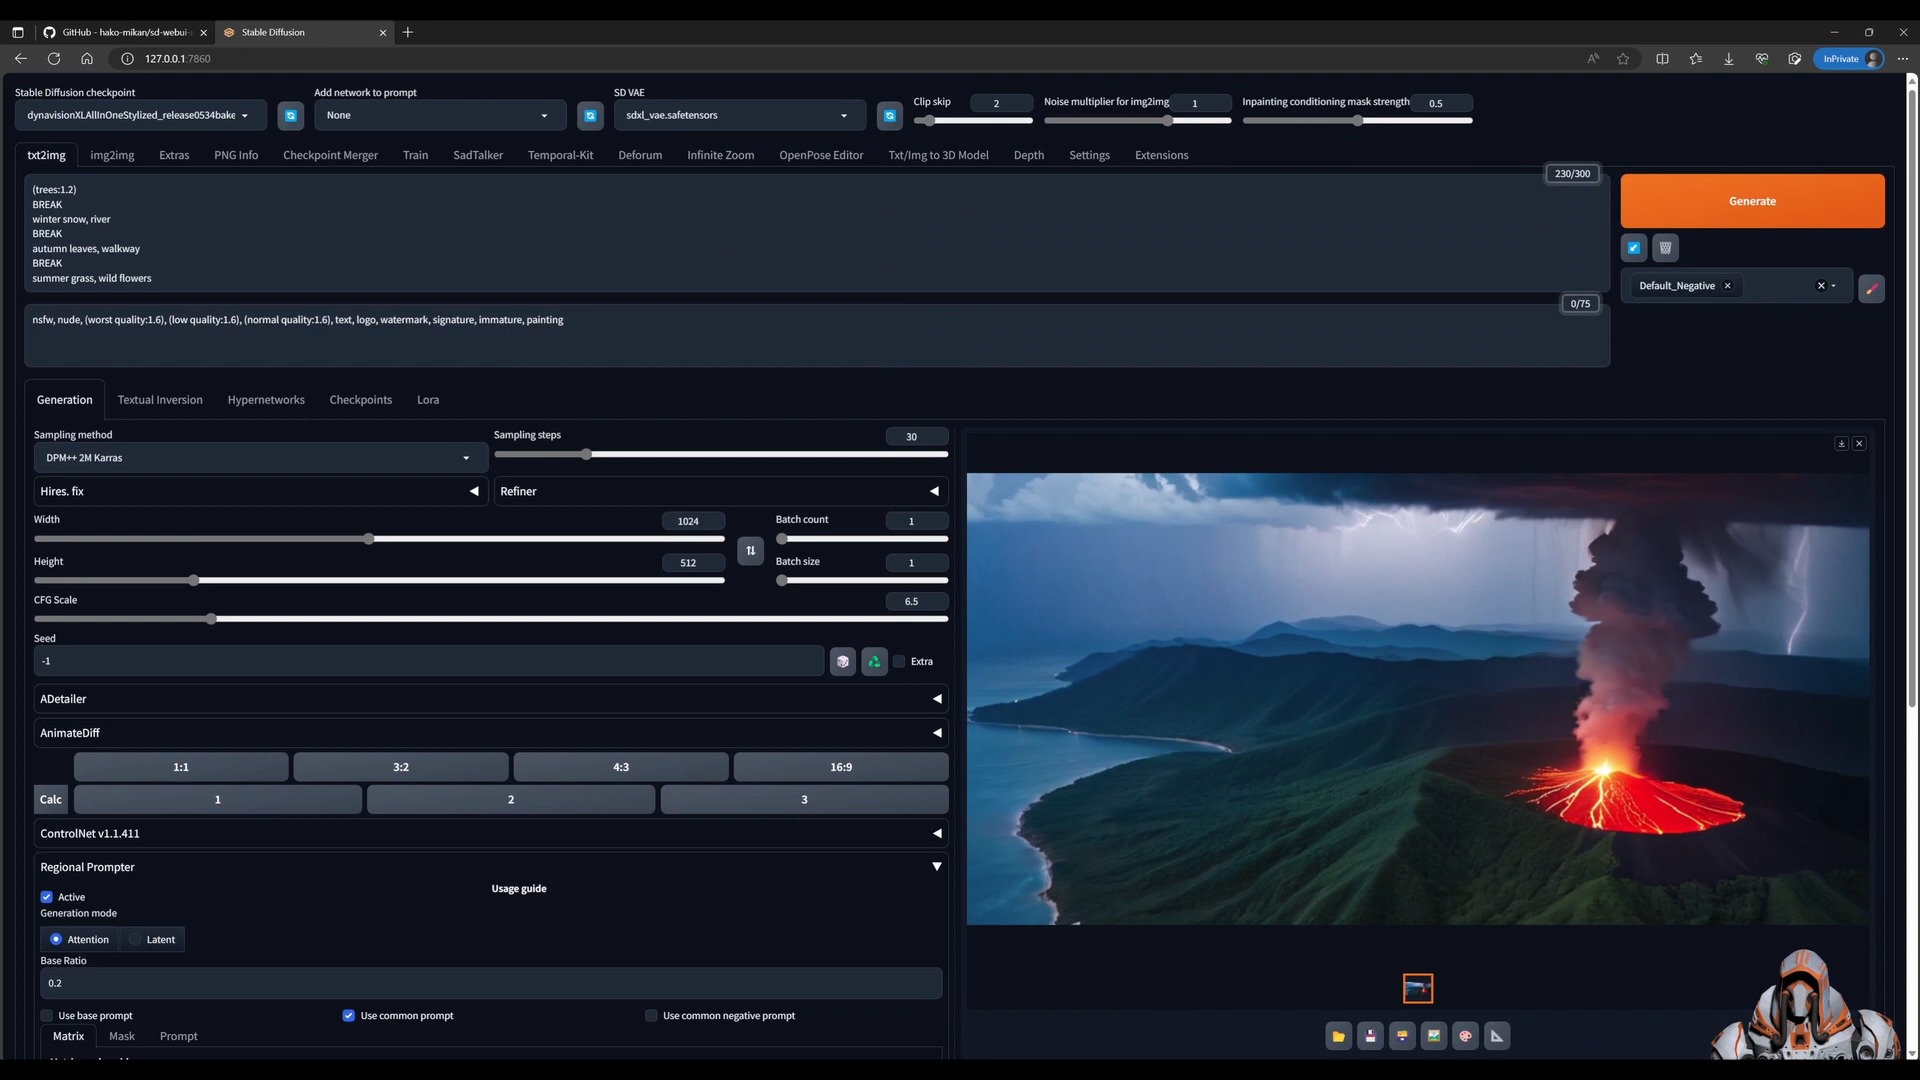 GitHub - hako-mikan/sd-webui-
Stable Diffusion
127.0.0.1:7860
InPrivate
Stable Diffusion checkpoint
Add network to prompt
SD VAE
Clip skip
2
Noise multiplier for img2img
1
Inpainting conditioning mask strength
0.5
dynavisionXLAllInOneStylized_release0534bake
None
sdxl_vae.safetensors
txt2img
img2img
Extras
PNG Info
Checkpoint Merger
Train
SadTalker
Temporal-Kit
Deforum
Infinite Zoom
OpenPose Editor
Txt/Img to 3D Model
Depth
Settings
Extensions
230/300
(trees:1.2)
BREAK
winter snow, river
BREAK
autumn leaves, walkway
BREAK
summer grass, wild flowers
Generate
Default_Negative
0/75
nsfw, nude, (worst quality:1.6), (low quality:1.6), (normal quality:1.6), text, logo, watermark, signature, immature, painting
Generation
Textual Inversion
Hypernetworks
Checkpoints
Lora
Sampling method
DPM++ 2M Karras
Sampling steps
30
Hires. fix
Refiner
Width
1024
Batch count
1
Height
512
Batch size
1
CFG Scale
6.5
Seed
-1
Extra
ADetailer
AnimateDiff
1:1
3:2
4:3
16:9
Calc
1
2
3
ControlNet v1.1.411
Regional Prompter
Usage guide
Active
Generation mode
Attention
Latent
Base Ratio
0.2
Use base prompt
Use common prompt
Use common negative prompt
Matrix
Mask
Prompt